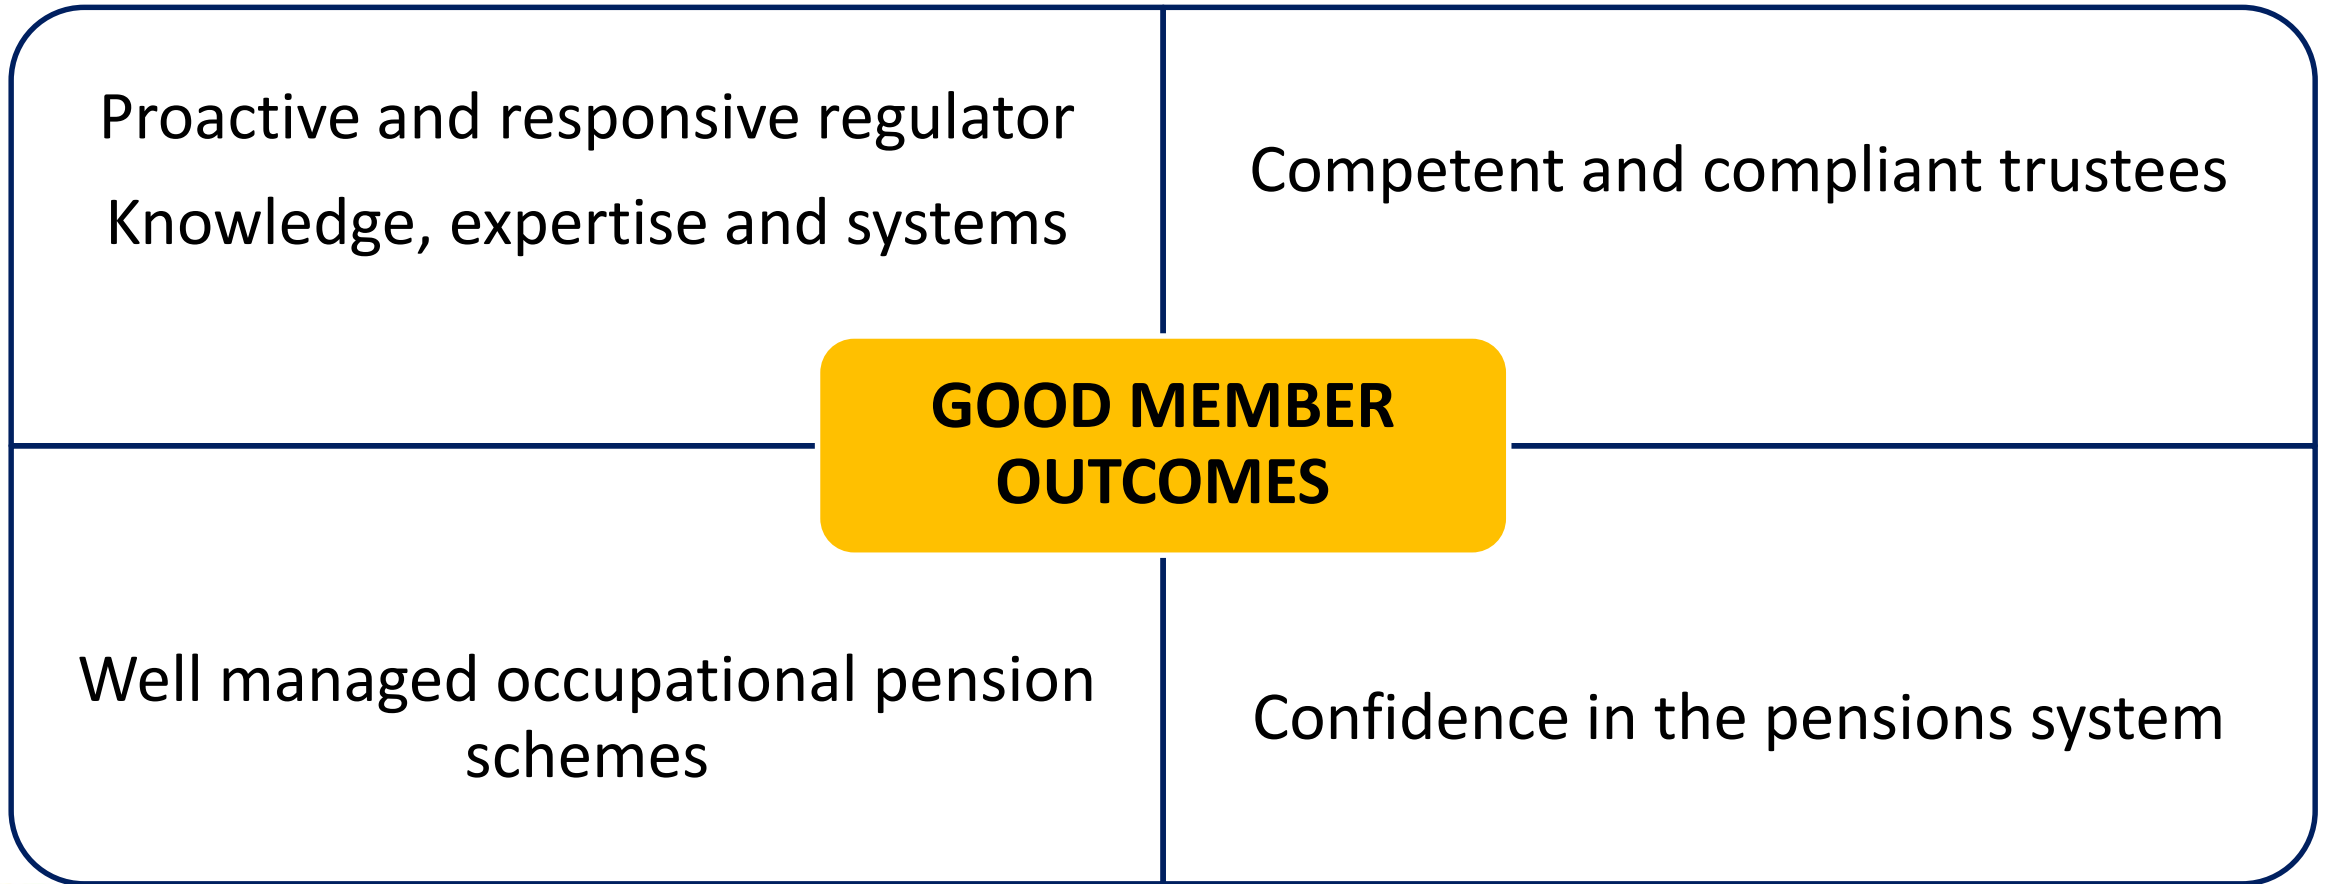 Proactive and responsive regulator
Knowledge, expertise and systems
Competent and compliant trustees
GOOD MEMBER
OUTCOMES
Well managed occupational pension
schemes
Confidence in the pensions system